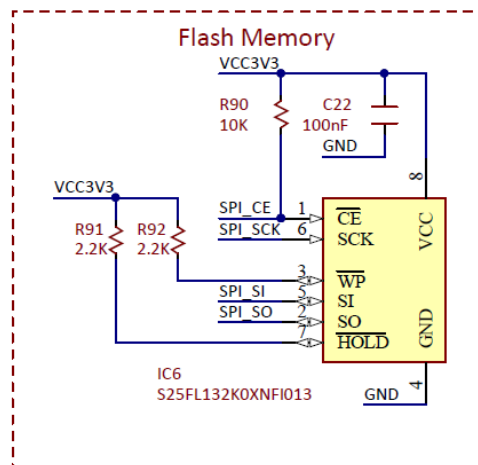 Flash Memory
VCC3V3
R90
10K
C22
100nF
GND
VCC3V3
R91
2.2K
R92
2.2K
SPI_CE
SPI_SCK
SPI_SI
SPI_SO
1
6
3
5
2
7
8
4
CE
SCK
WP
SI
SO
HOLD
VCC
GND
IC6
S25FL132K0XNFI013
GND